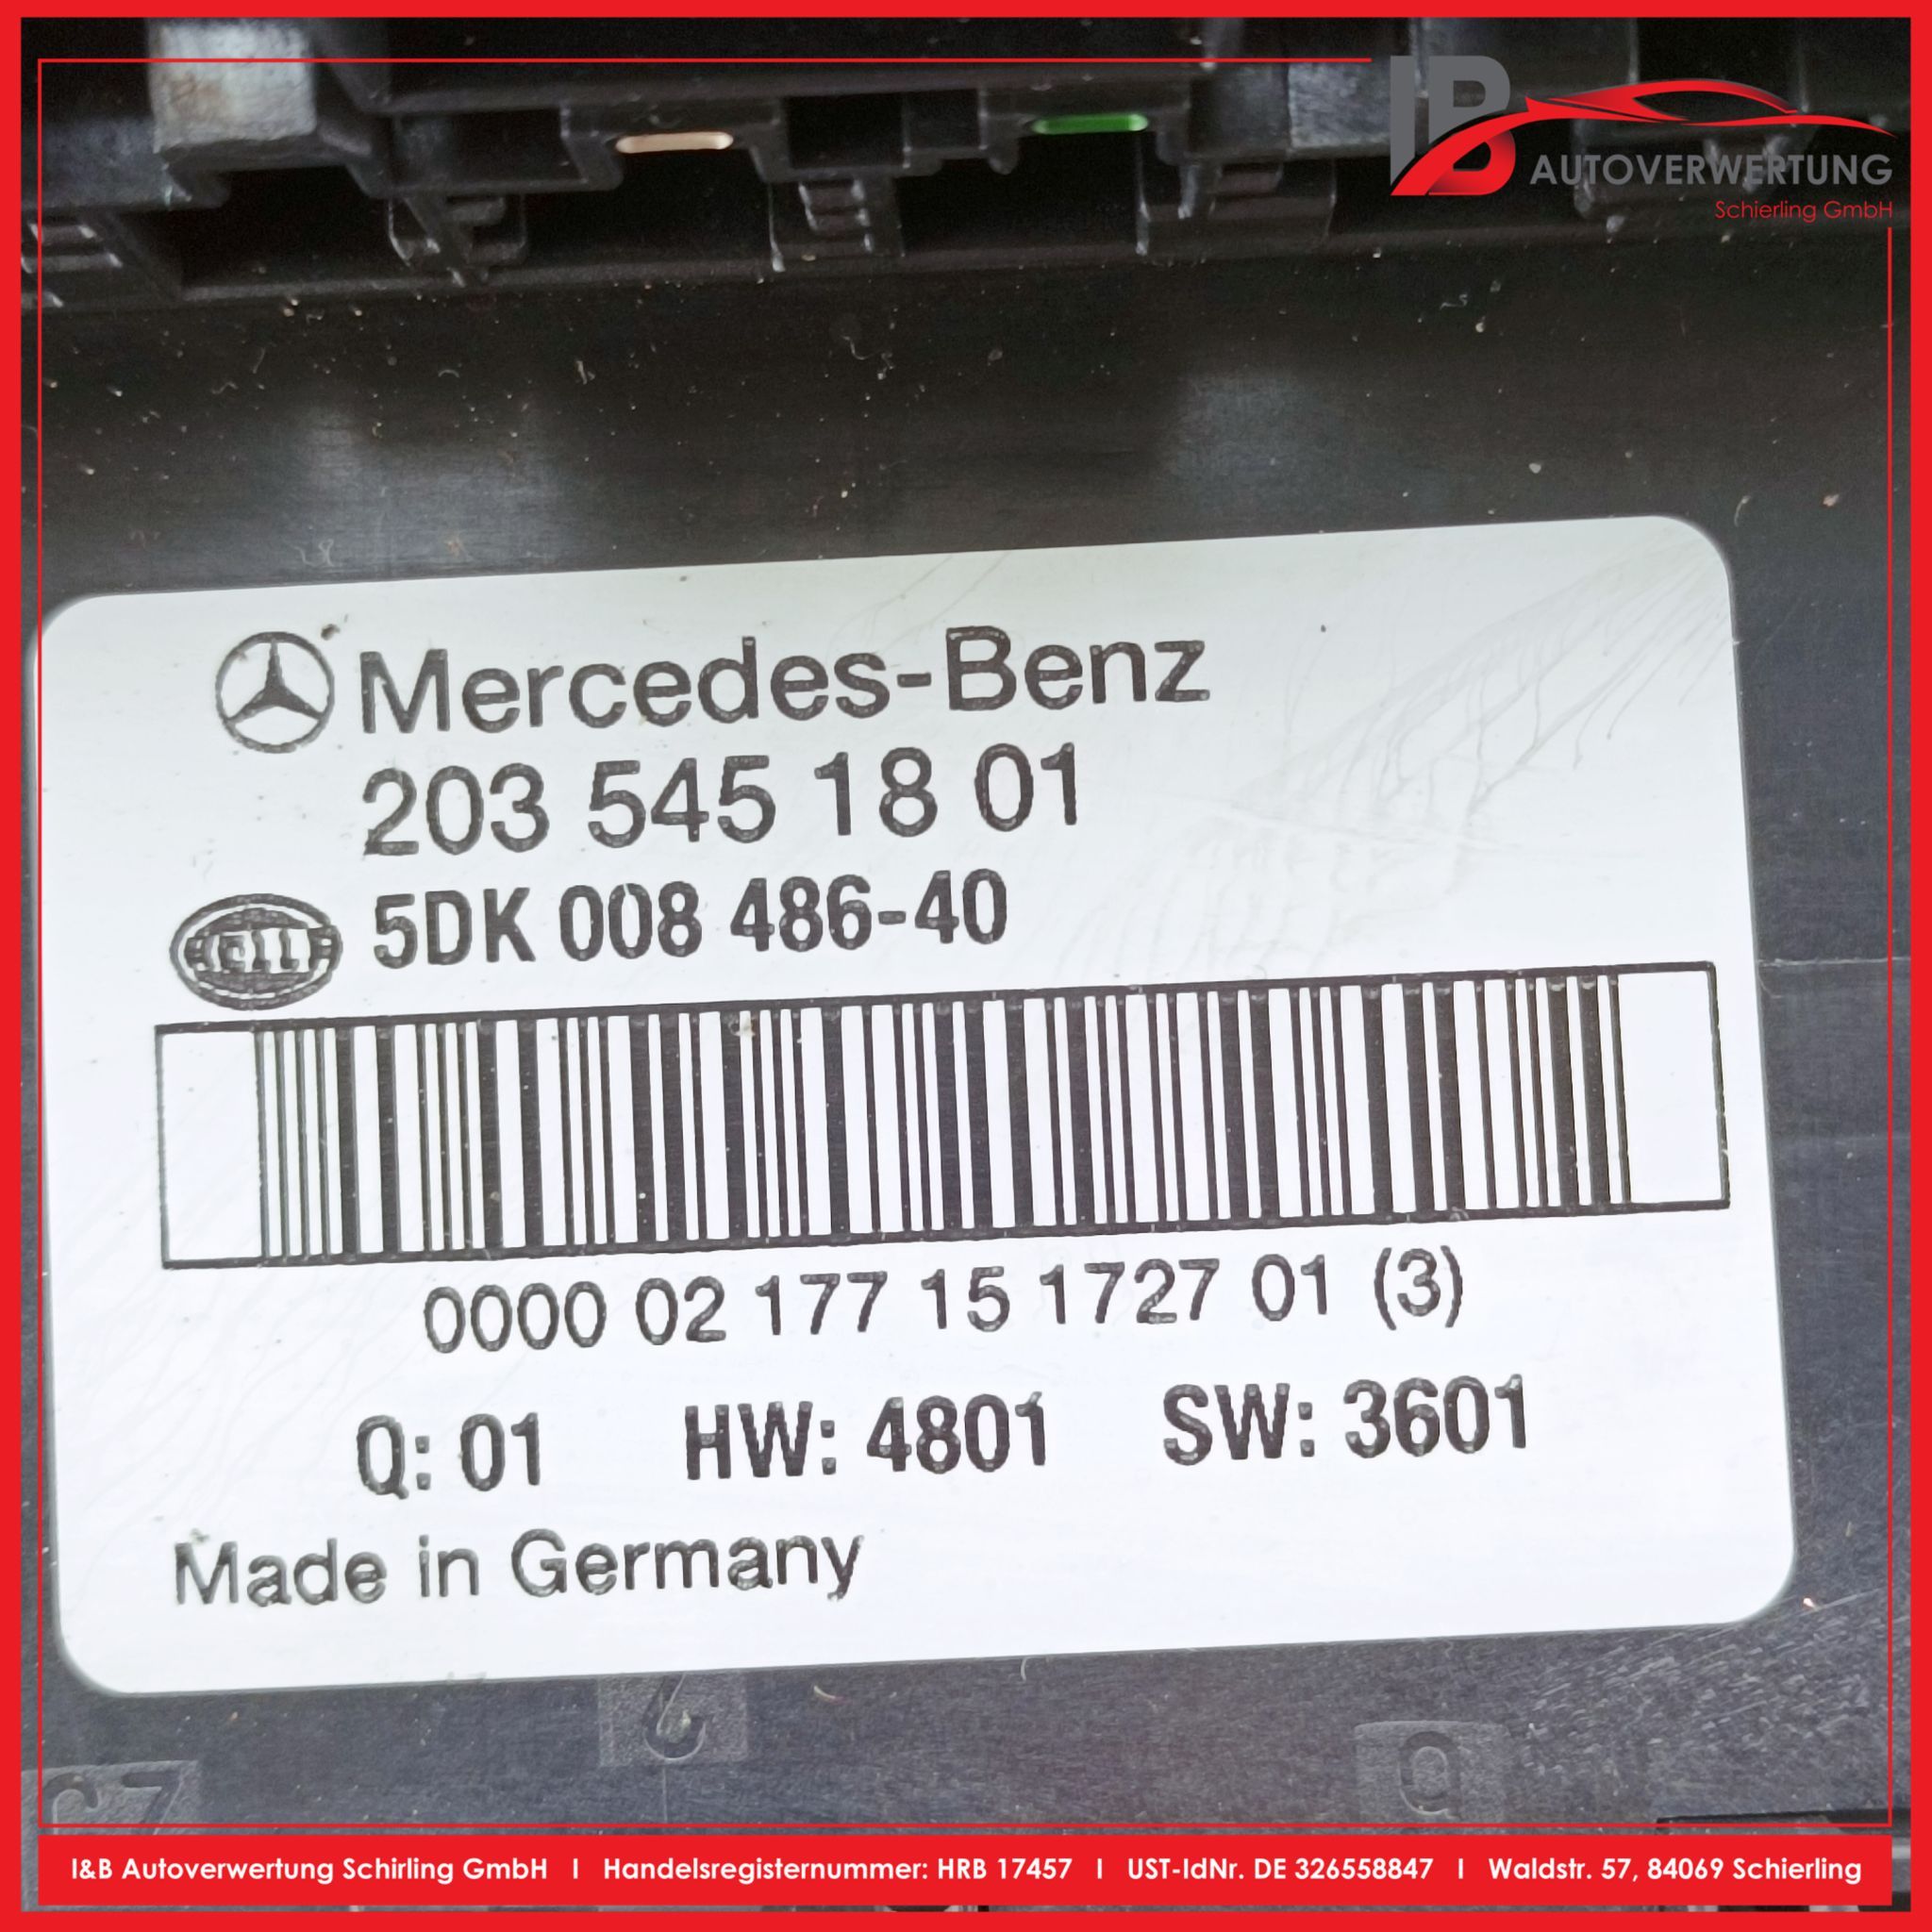 IB
AUTOVERWERTUNG
Schierling GmbH
Mercedes-Benz
203 545 18 01
5DK 008 486-40
0000 02 177 15 1727 01 (3)
Q: 01 HW: 4801 SW: 3601
Made in Germany
Q
I&B Autoverwertung Schirling GmbH I Handelsregisternummer: HRB 17457 I UST-IdNr. DE 326558847 I Waldstr. 57, 84069 Schierling